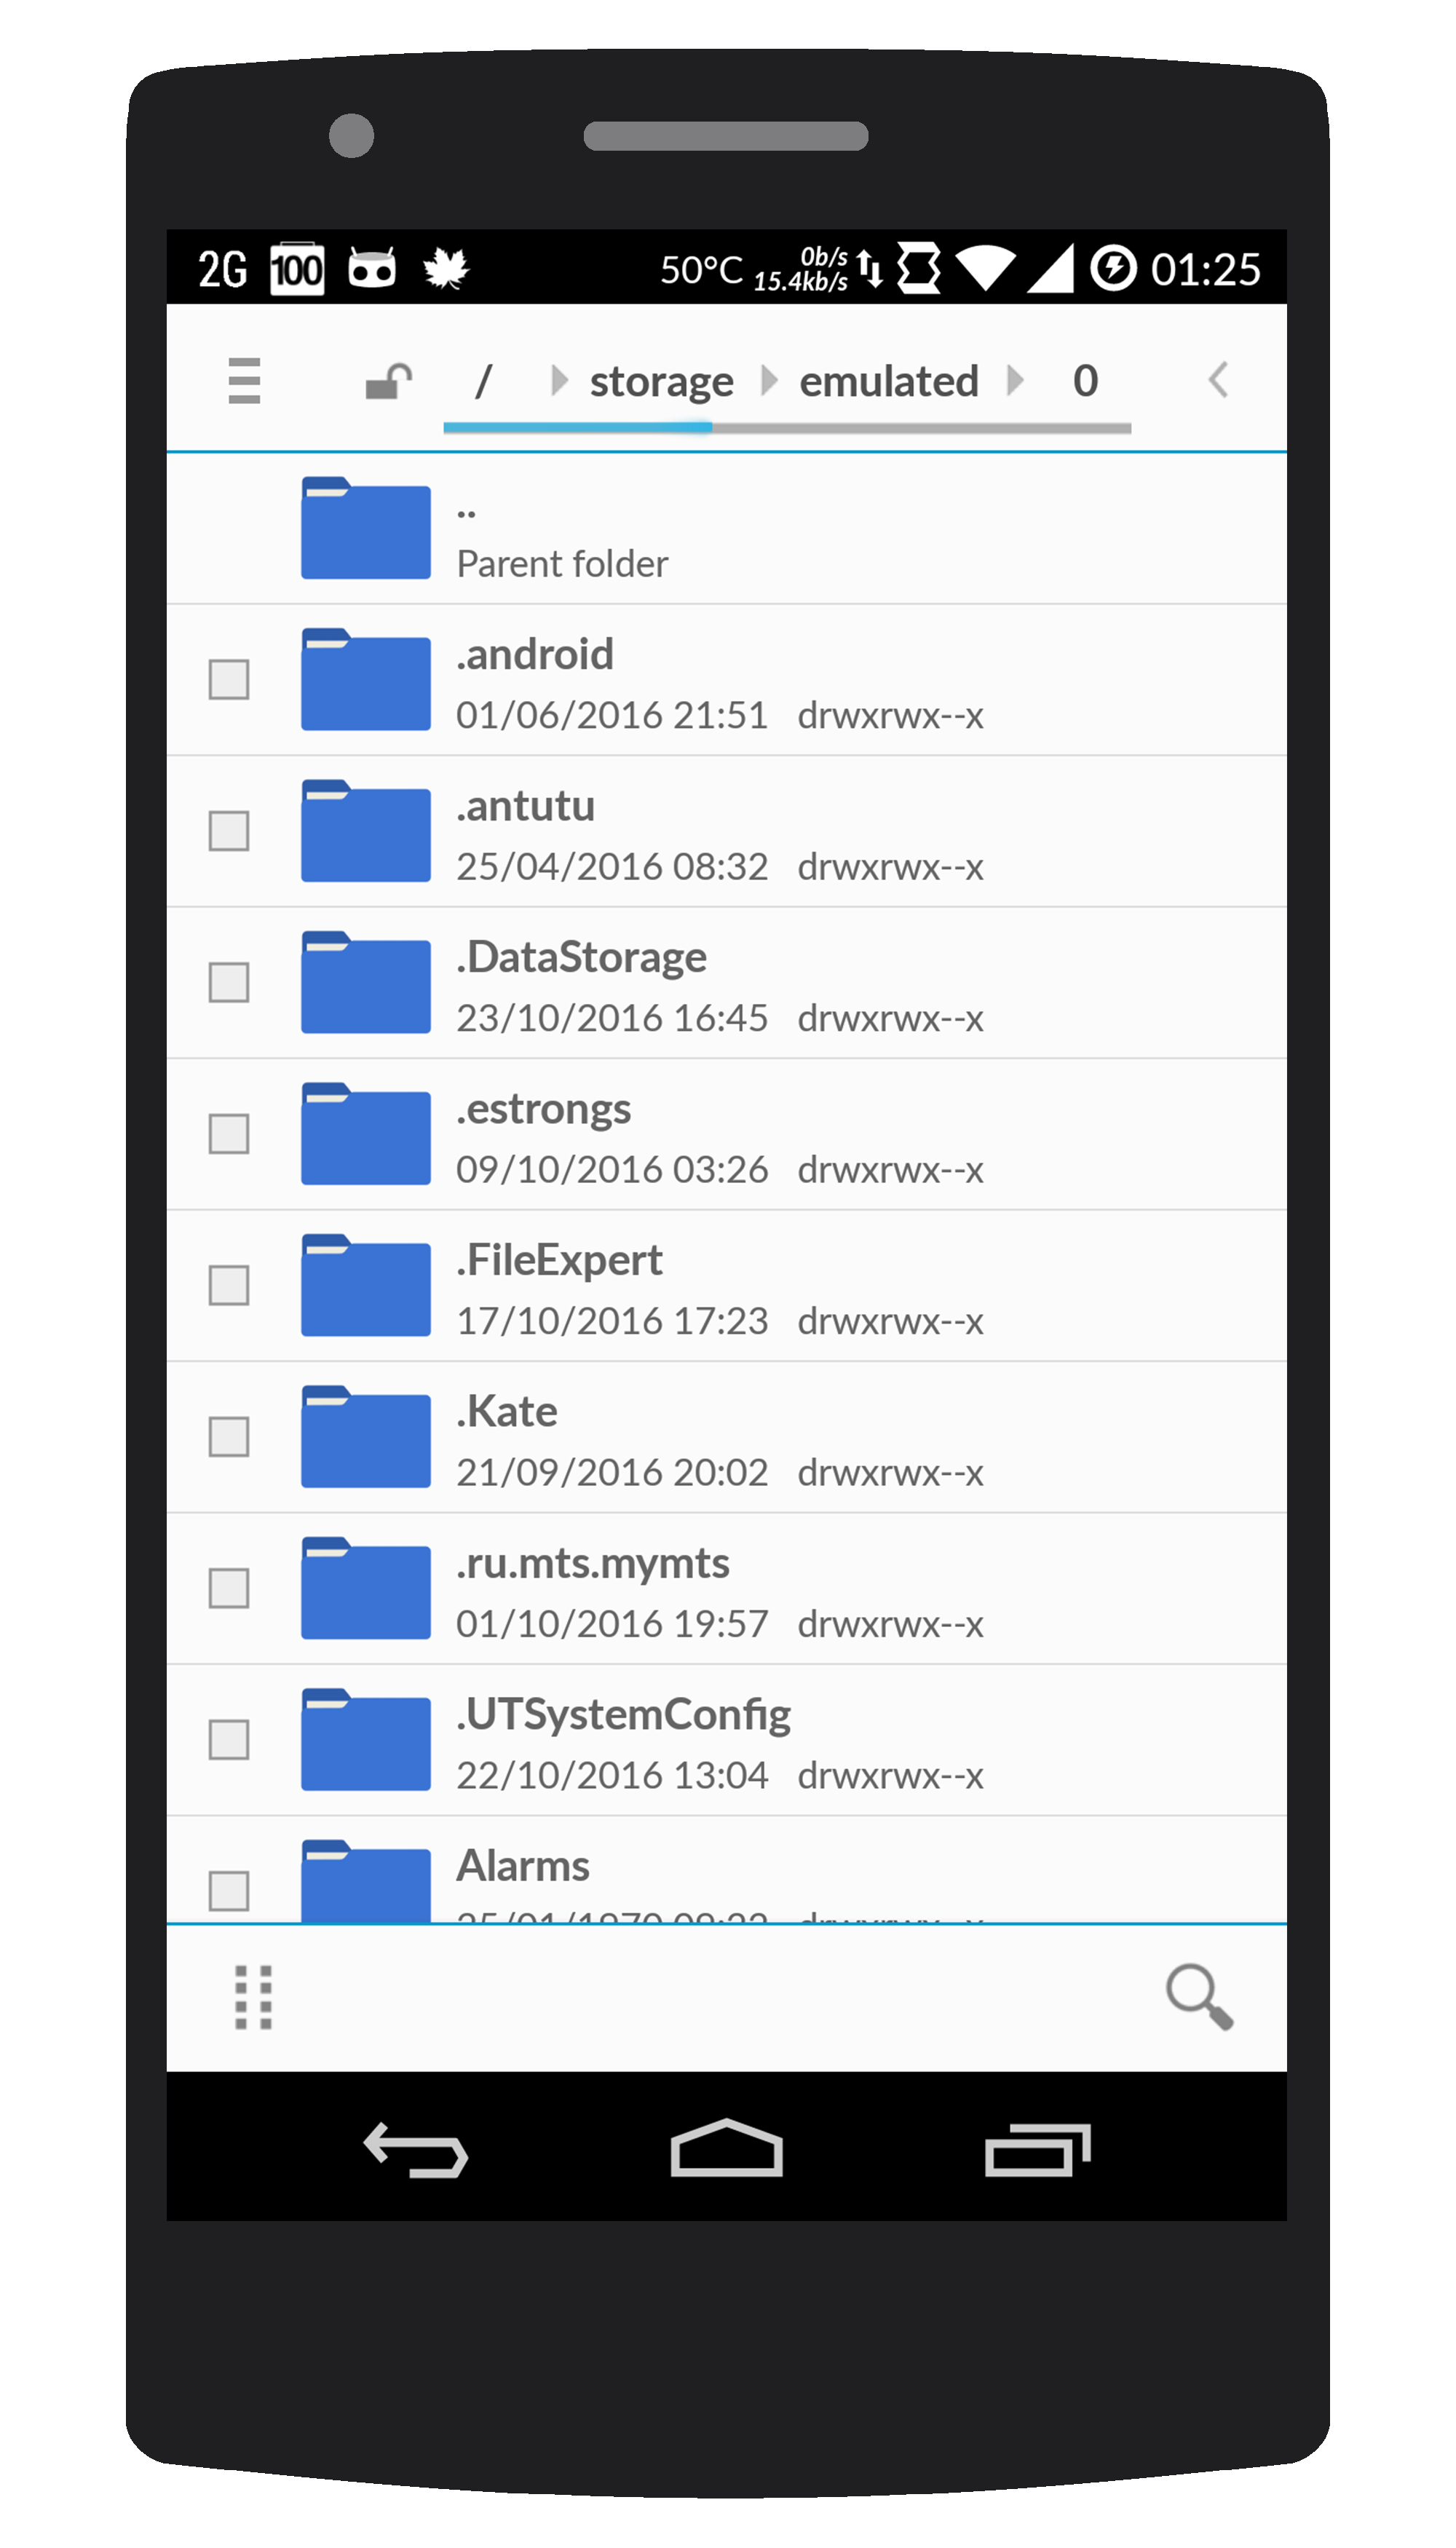 2G 100 50°C 0b/s 15.4kb/s 01:25
/ storage emulated 0
..
Parent folder
.android
01/06/2016 21:51 drwxrwx--x
.antutu
25/04/2016 08:32 drwxrwx--x
.DataStorage
23/10/2016 16:45 drwxrwx--x
.estrongs
09/10/2016 03:26 drwxrwx--x
.FileExpert
17/10/2016 17:23 drwxrwx--x
.Kate
21/09/2016 20:02 drwxrwx--x
.ru.mts.mymts
01/10/2016 19:57 drwxrwx--x
.UTSystemConfig
22/10/2016 13:04 drwxrwx--x
Alarms